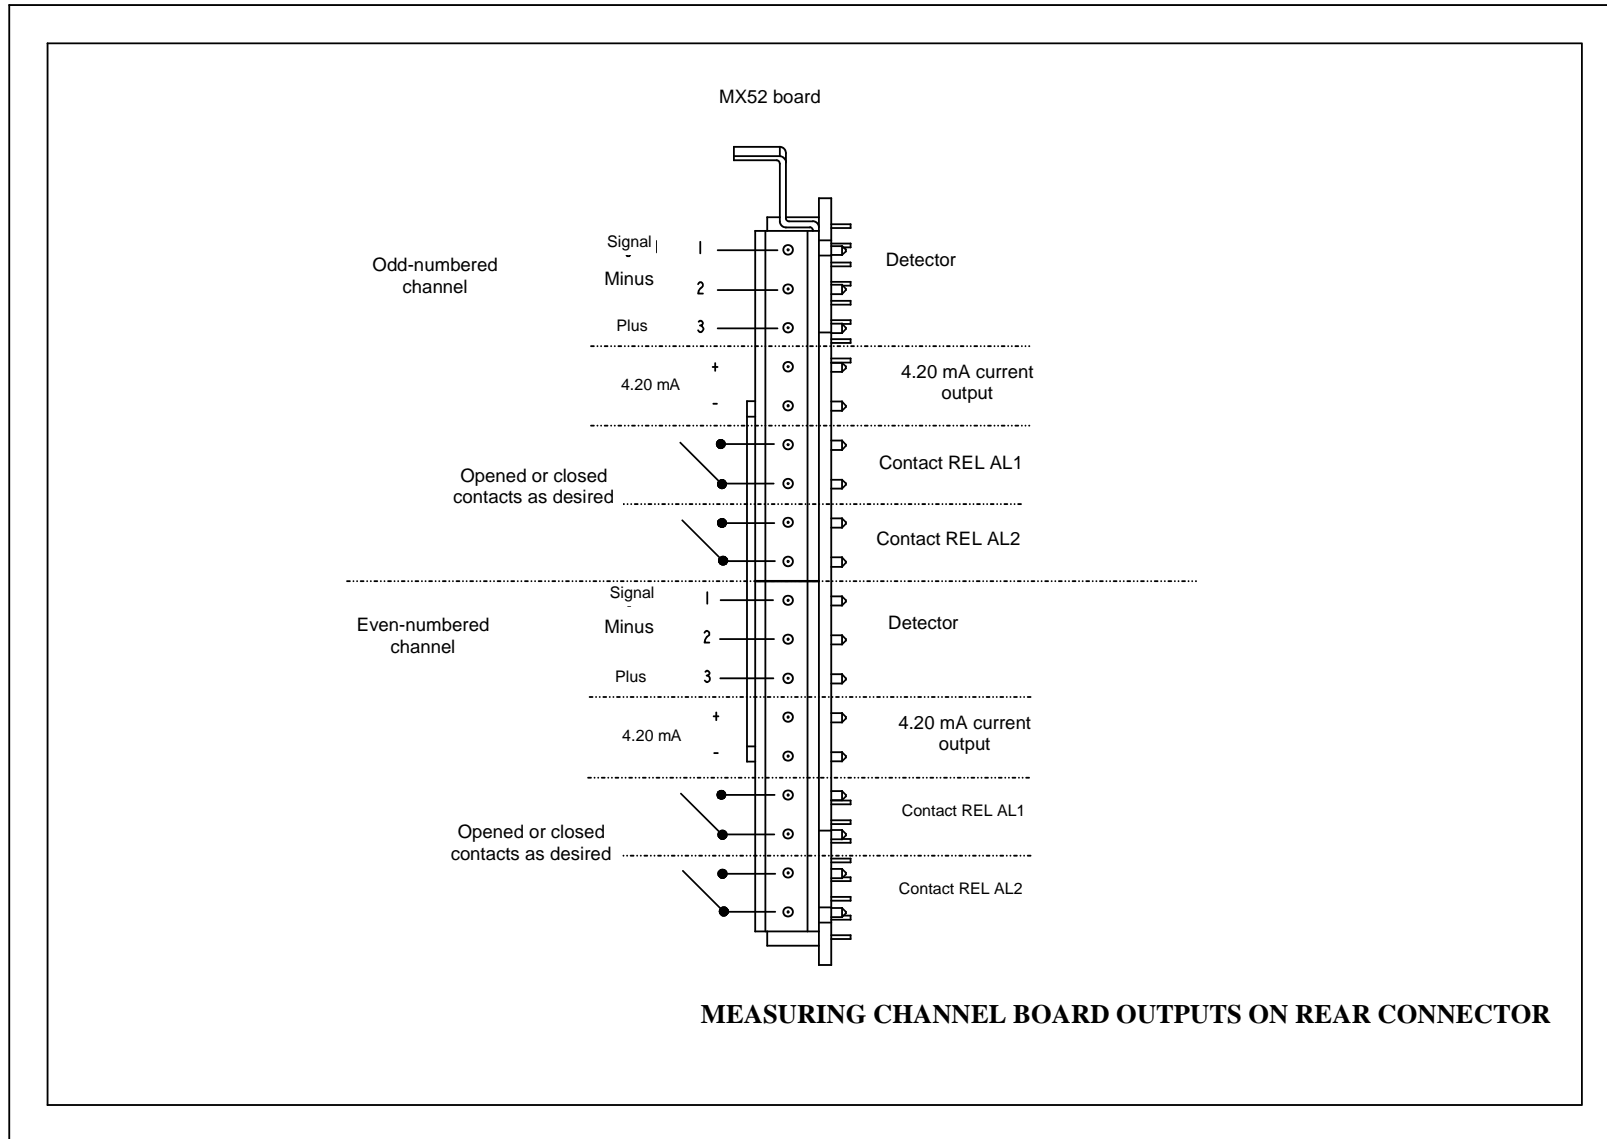 MX52 board
Odd-numbered
channel
Signal 1
Minus 2
Plus 3
Detector
+
4.20 mA
-
4.20 mA current
output
Opened or closed
contacts as desired
Contact REL AL1
Contact REL AL2
Even-numbered
channel
Signal 1
Minus 2
Plus 3
Detector
+
4.20 mA
-
4.20 mA current
output
Opened or closed
contacts as desired
Contact REL AL1
Contact REL AL2
MEASURING CHANNEL BOARD OUTPUTS ON REAR CONNECTOR